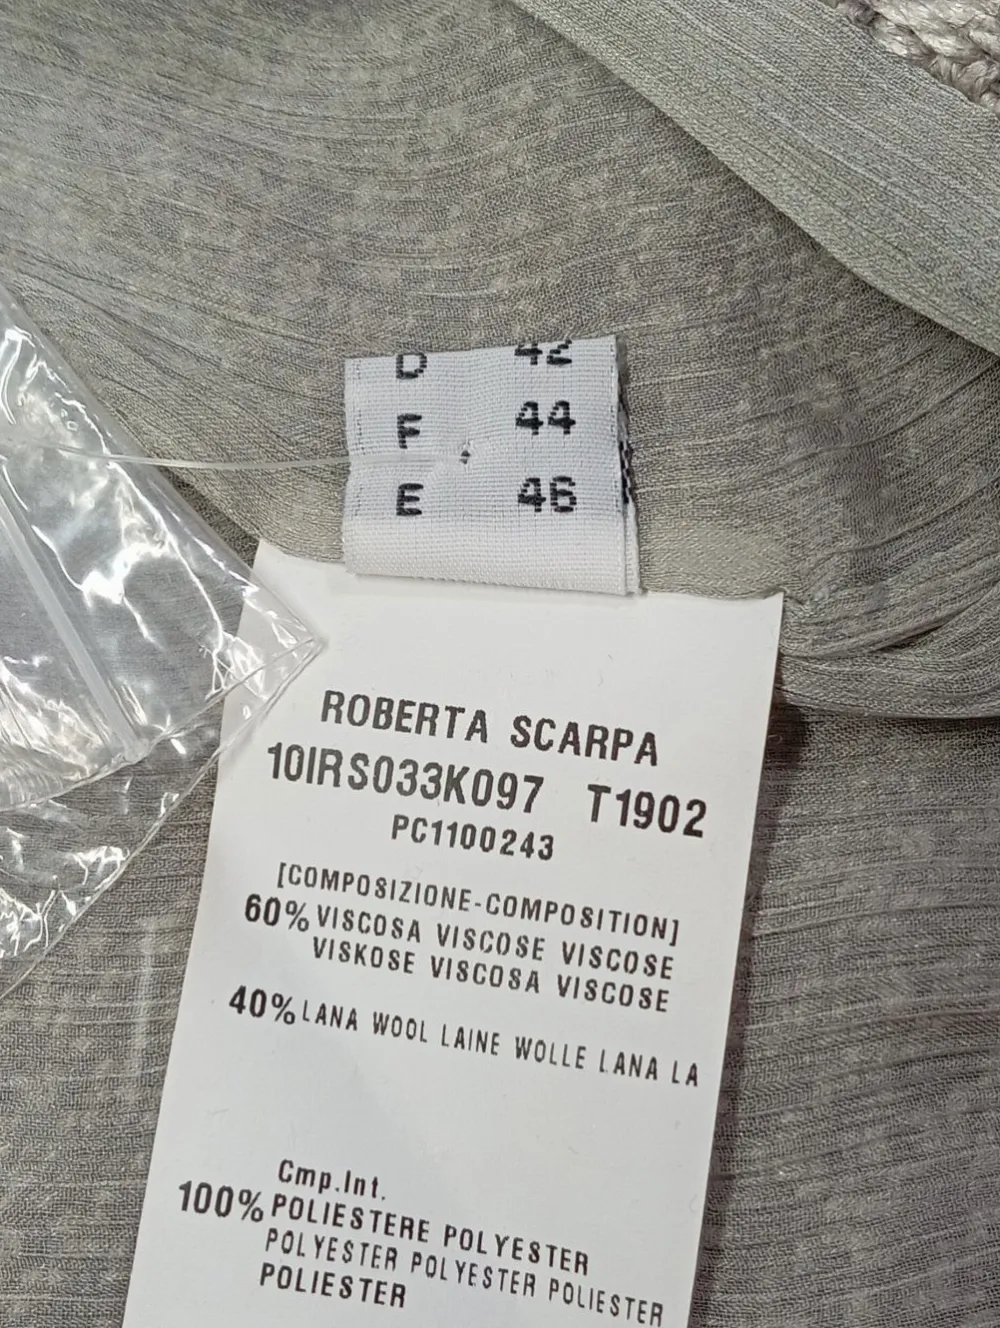 D 42
F 44
E 46
ROBERTA SCARPA
10IRS033K097 T1902
PC1100243
[COMPOSIZIONE-COMPOSITION]
60% VISCOSA VISCOSE VISCOSE
VISKOSE VISCOSA VISCOSE
40% LANA WOOL LAINE WOLLE LANA LA
Cmp.Int.
100% POLIESTERE POLYESTER
POLYESTER POLYESTER POLIESTER
POLIESTER